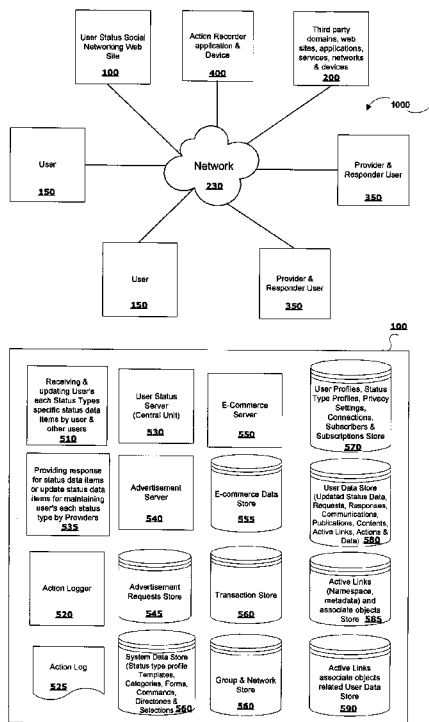 User Status Social
Networking Web
Site
100
Action Recorder
application &
Device
400
Third party
domains, web
sites, applications,
services, networks
& devices
200
1000
User
150
Network
230
Provider &
Responder User
350
User
150
Provider &
Responder User
350
100
Receiving &
updating User's
each Status Types
specific status data
items by user &
other users
510
User Status
Server
(Central Unit)
530
E-Commerce
Server
550
User Profiles, Status
Type Profiles, Privacy
Settings,
Connections,
Subscribers &
Subscriptions Store
570
Providing response
for status data items
or update status data
items for maintaining
user's each status
type by Providers
535
Advertisement
Server
540
E-commerce Data
Store
555
User Data Store
(Updated Status Data,
Requests, Responses,
Communications,
Publications, Contents,
Active Links, Actions &
Data) 580
Action Logger
520
Advertisement
Requests Store
545
Transaction Store
560
Active Links
(Namespace,
metadata) and
associate objects
Store 585
Action Log
525
System Data Store
(Status type profile
Templates,
Categories, Forms,
Commands,
Directories &
Selections) 560
Group & Network
Store
560
Active Links
associate objects
related User Data
Store
590